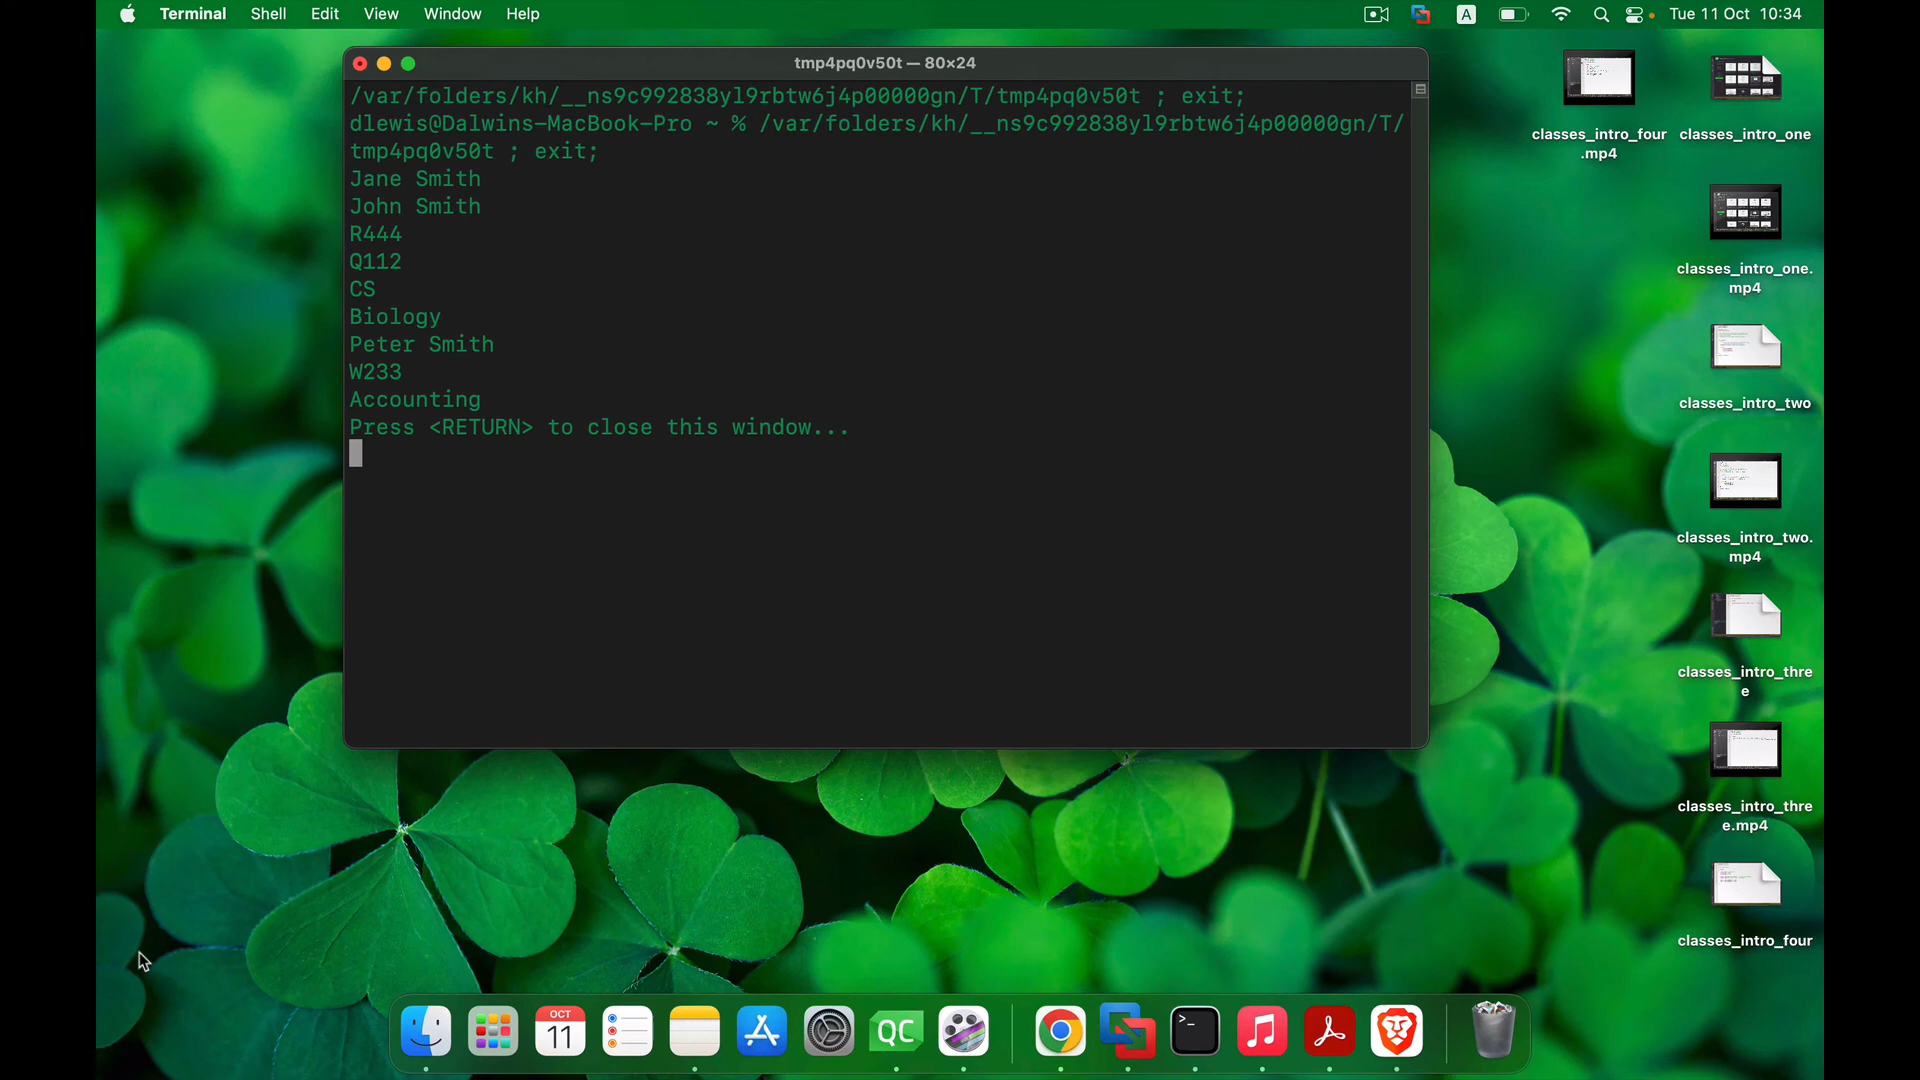 Terminal Shell Edit View Window Help
A Tue 11 Oct 10:34
tmp4pq0v50t — 80×24
/var/folders/kh/__ns9c992838yl9rbtw6j4p00000gn/T/tmp4pq0v50t ; exit;
dlewis@Dalwins-MacBook-Pro ~ % /var/folders/kh/__ns9c992838yl9rbtw6j4p00000gn/T/
tmp4pq0v50t ; exit;
Jane Smith
John Smith
R444
Q112
CS
Biology
Peter Smith
W233
Accounting
Press <RETURN> to close this window...
classes_intro_four
.mp4
classes_intro_one
classes_intro_one.
mp4
classes_intro_two
classes_intro_two.
mp4
classes_intro_thre
e
classes_intro_thre
e.mp4
classes_intro_four
OCT
11
QC
>_